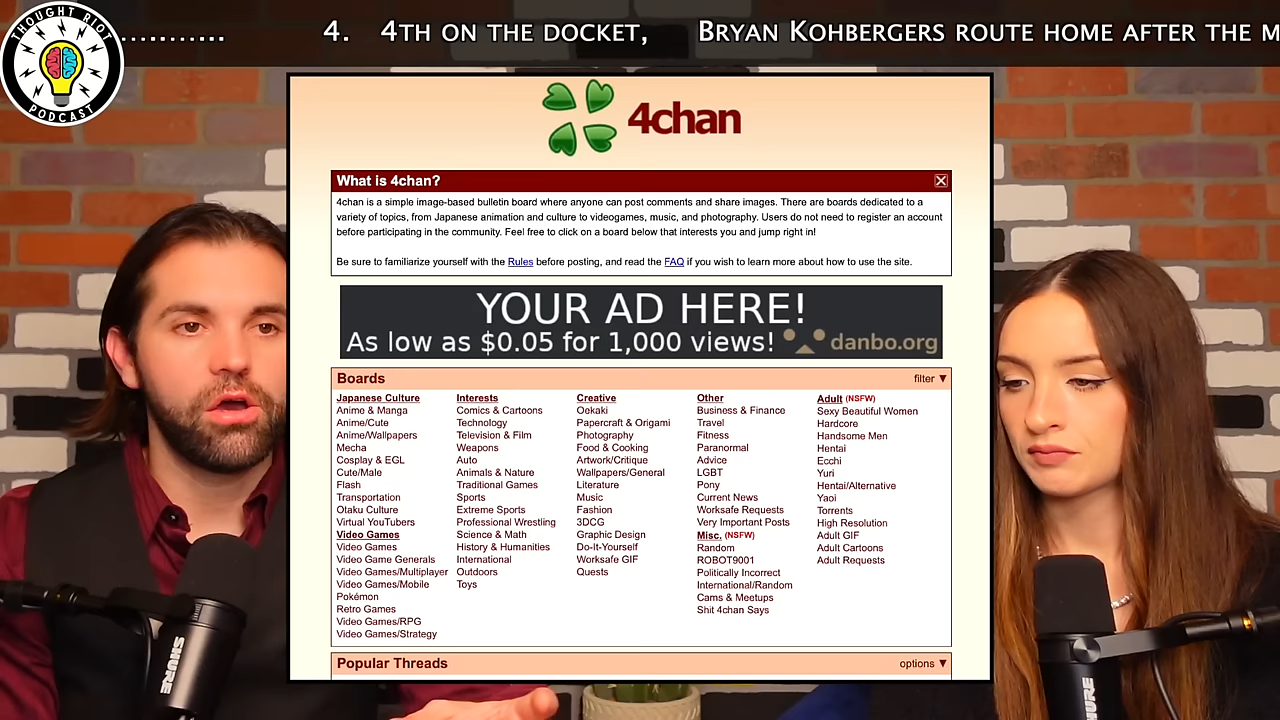 THOUGHT RIOT
PODCAST
........... 4. 4TH ON THE DOCKET, BRYAN KOHBERGERS ROUTE HOME AFTER THE M
4chan
What is 4chan?
4chan is a simple image-based bulletin board where anyone can post comments and share images. There are boards dedicated to a
variety of topics, from Japanese animation and culture to videogames, music, and photography. Users do not need to register an account
before participating in the community. Feel free to click on a board below that interests you and jump right in!
Be sure to familiarize yourself with the Rules before posting, and read the FAQ if you wish to learn more about how to use the site.
YOUR AD HERE!
As low as $0.05 for 1,000 views! danbo.org
Boards
filter ▼
Japanese Culture
Anime & Manga
Anime/Cute
Anime/Wallpapers
Mecha
Cosplay & EGL
Cute/Male
Flash
Transportation
Otaku Culture
Virtual YouTubers
Video Games
Video Games
Video Game Generals
Video Games/Multiplayer
Video Games/Mobile
Pokémon
Retro Games
Video Games/RPG
Video Games/Strategy
Interests
Comics & Cartoons
Technology
Television & Film
Weapons
Auto
Animals & Nature
Traditional Games
Sports
Extreme Sports
Professional Wrestling
Science & Math
History & Humanities
International
Outdoors
Toys
Creative
Oekaki
Papercraft & Origami
Photography
Food & Cooking
Artwork/Critique
Wallpapers/General
Literature
Music
Fashion
3DCG
Graphic Design
Do-It-Yourself
Worksafe GIF
Quests
Other
Business & Finance
Travel
Fitness
Paranormal
Advice
LGBT
Pony
Current News
Worksafe Requests
Very Important Posts
Misc. (NSFW)
Random
ROBOT9001
Politically Incorrect
International/Random
Cams & Meetups
Shit 4chan Says
Adult (NSFW)
Sexy Beautiful Women
Hardcore
Handsome Men
Hentai
Ecchi
Yuri
Hentai/Alternative
Yaoi
Torrents
High Resolution
Adult GIF
Adult Cartoons
Adult Requests
Popular Threads
options ▼
SHURE
SHURE